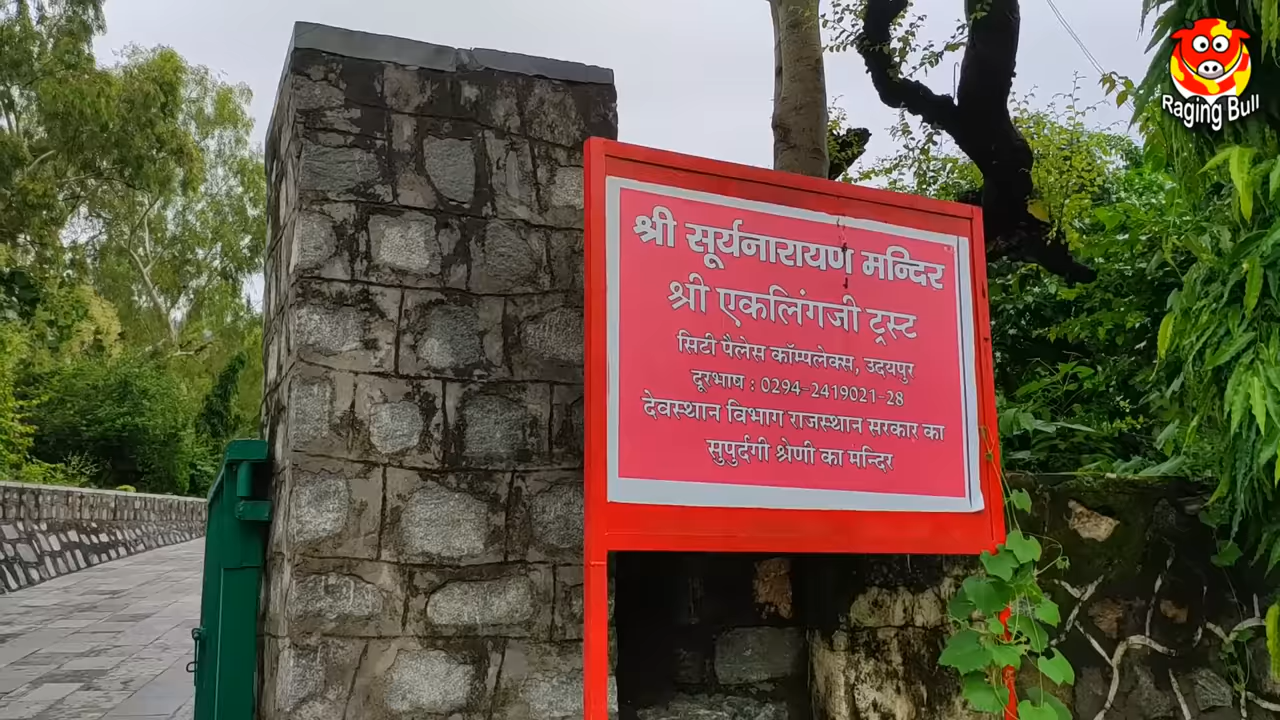 श्री सूर्यनारायण मन्दिर
श्री एकलिंगजी ट्रस्ट
सिटी पैलेस कॉम्पलेक्स, उदयपुर
दूरभाष : 0294-2419021-28
देवस्थान विभाग राजस्थान सरकार का
सुपुर्दगी श्रेणी का मन्दिर
Raging Bull